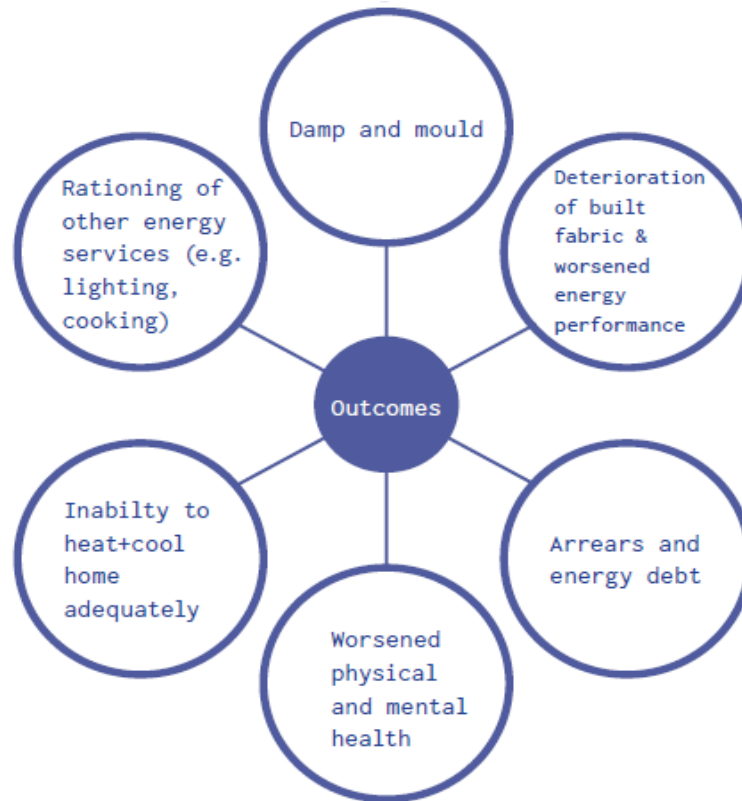 Damp and mould
Rationing of
other energy
services (e.g.
lighting,
cooking)
Deterioration
of built
fabric &
worsened
energy
performance
Outcomes
Inabilty to
heat+cool
home
adequately
Arrears and
energy debt
Worsened
physical
and mental
health